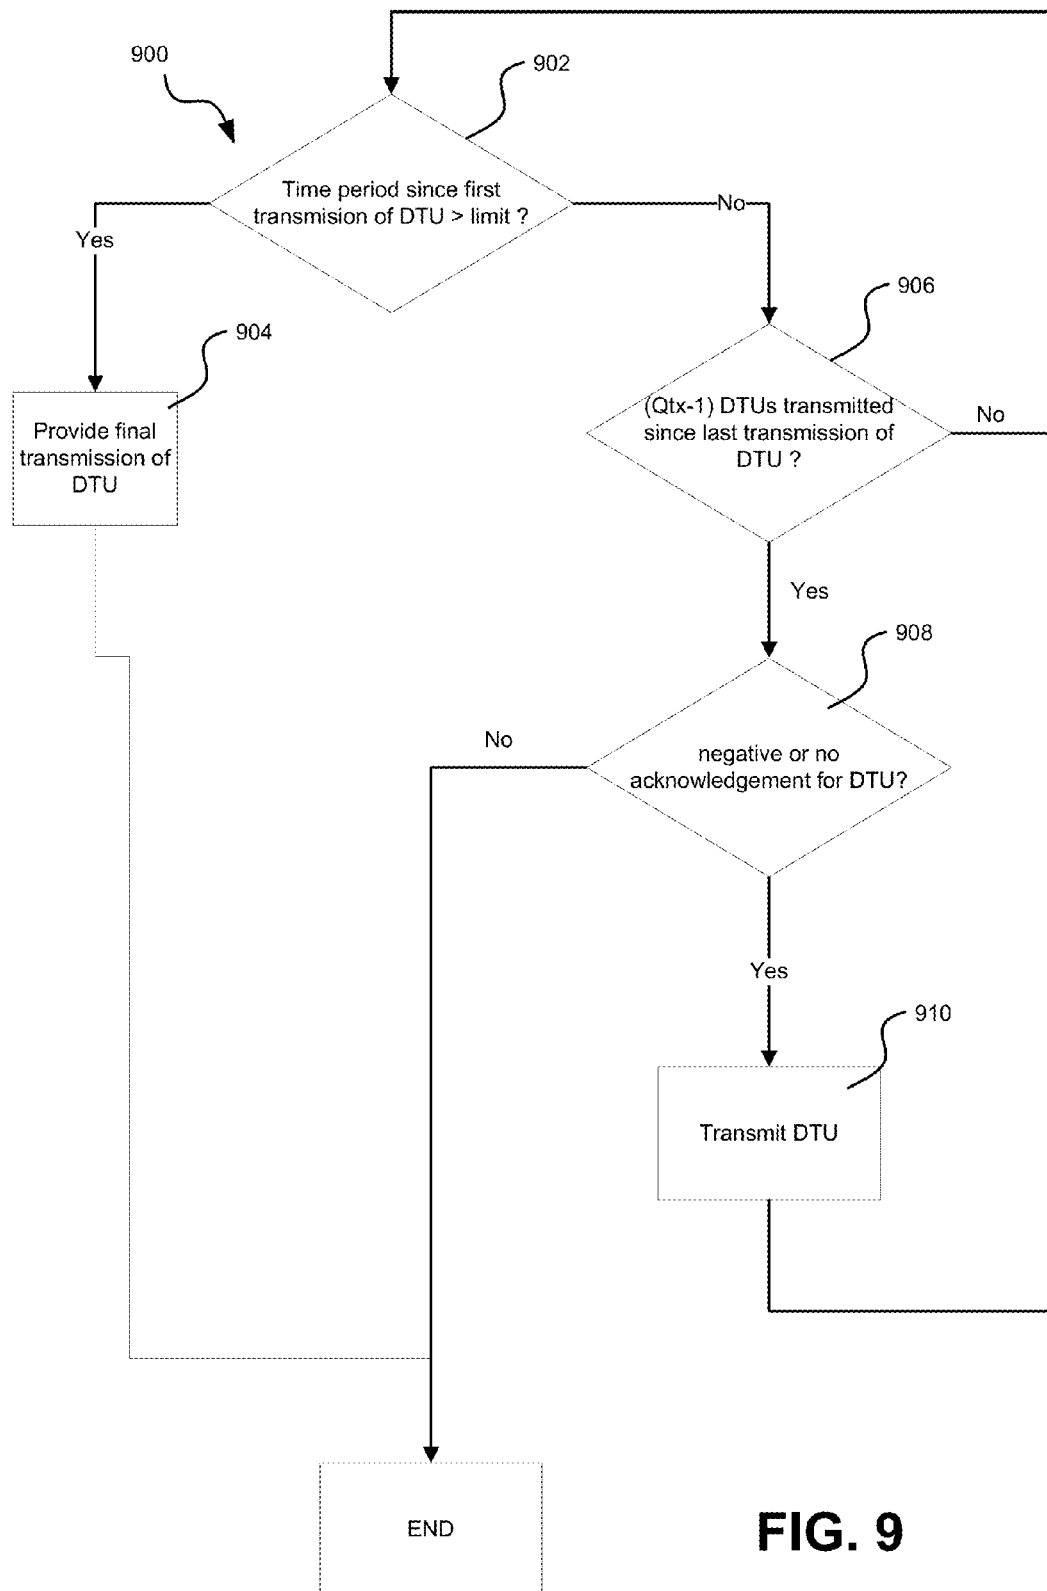 900
902
Time period since first
transmision of DTU > limit ?
Yes
No
904
906
Provide final
transmission of
DTU
(Qtx-1) DTUs transmitted
since last transmission of
DTU ?
No
Yes
908
No
negative or no
acknowledgement for DTU?
Yes
910
Transmit DTU
END
FIG. 9